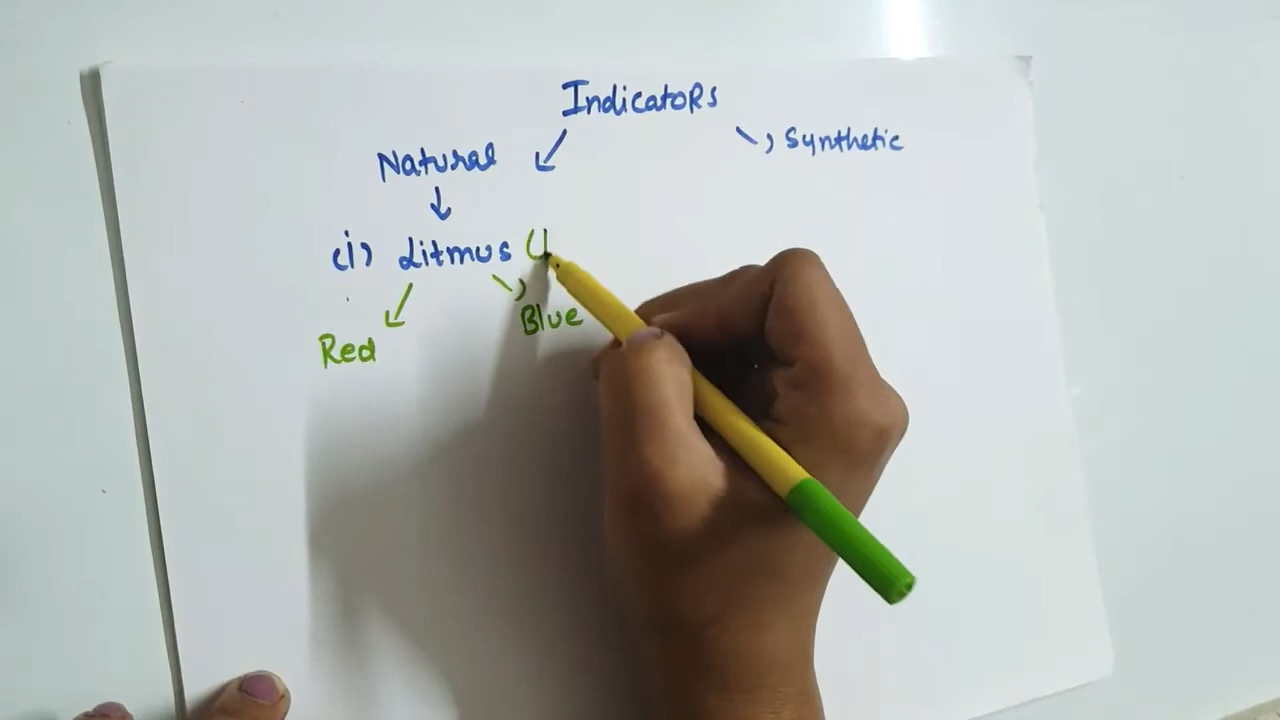 Indicators
Natural
Synthetic
(i) Litmus (
Red
Blue